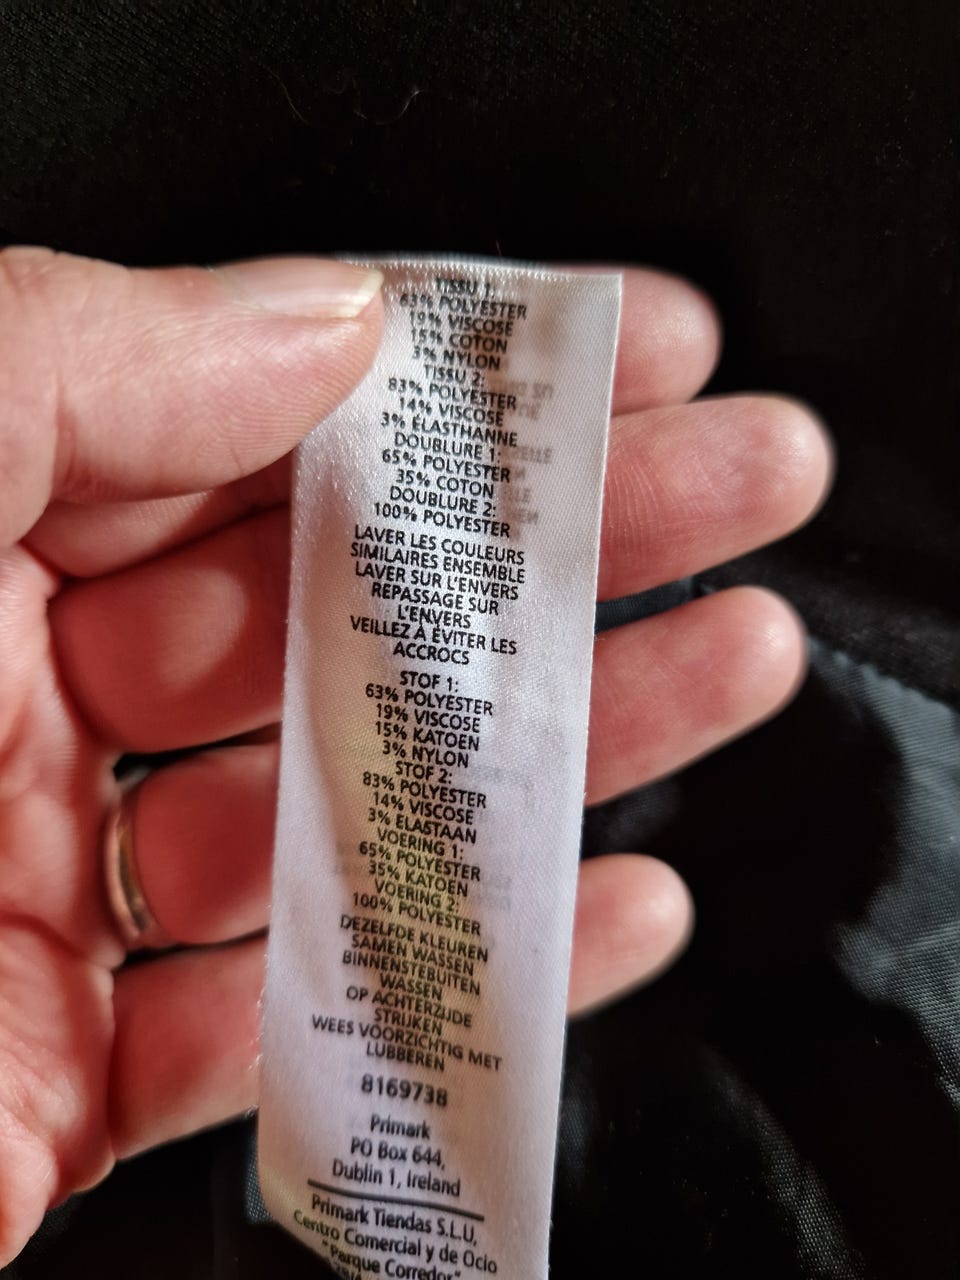 TISSU 1:
63% POLYESTER
19% VISCOSE
15% COTON
3% NYLON
TISSU 2:
83% POLYESTER
14% VISCOSE
3% ÉLASTHANNE
DOUBLURE 1:
65% POLYESTER
35% COTON
DOUBLURE 2:
100% POLYESTER
LAVER LES COULEURS
SIMILAIRES ENSEMBLE
LAVER SUR L'ENVERS
REPASSAGE SUR
L'ENVERS
VEILLEZ À ÉVITER LES
ACCROCS
STOF 1:
63% POLYESTER
19% VISCOSE
15% KATOEN
3% NYLON
STOF 2:
83% POLYESTER
14% VISCOSE
3% ELASTAAN
VOERING 1:
65% POLYESTER
35% KATOEN
VOERING 2:
100% POLYESTER
DEZELFDE KLEUREN
SAMEN WASSEN
BINNENSTEBUITEN
WASSEN
OP ACHTERZIJDE
STRIJKEN
WEES VOORZICHTIG MET
LUBBEREN
8169738
Primark
PO Box 644,
Dublin 1, Ireland
Primark Tiendas S.L.U,
Centro Comercial y de Ocio
"Parque Corredor"